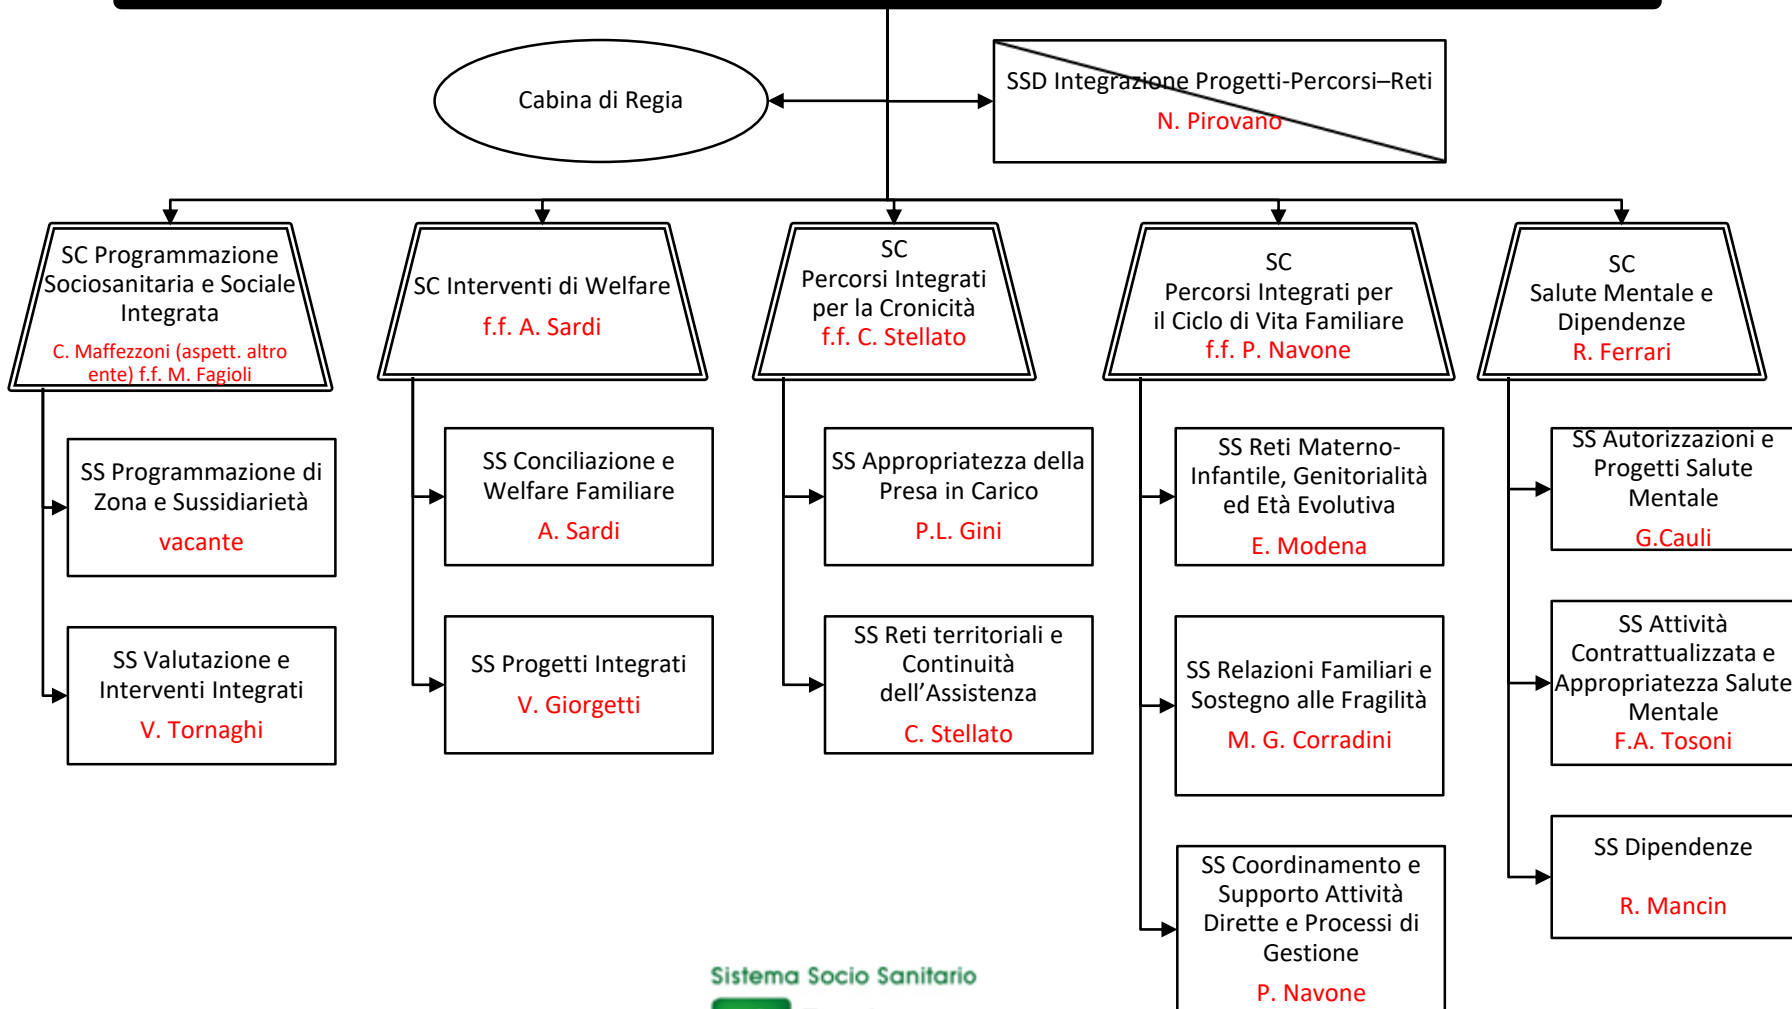 Cabina di Regia
SSD Integrazione Progetti-Percorsi–Reti
N. Pirovano
SC Programmazione
Sociosanitaria e Sociale
Integrata
C. Maffezzoni (aspett. altro
ente) f.f. M. Fagioli
SC Interventi di Welfare
f.f. A. Sardi
SC
Percorsi Integrati
per la Cronicità
f.f. C. Stellato
SC
Percorsi Integrati per
il Ciclo di Vita Familiare
f.f. P. Navone
SC
Salute Mentale e
Dipendenze
R. Ferrari
SS Programmazione di
Zona e Sussidiarietà
vacante
SS Conciliazione e
Welfare Familiare
A. Sardi
SS Appropriatezza della
Presa in Carico
P.L. Gini
SS Reti Materno-
Infantile, Genitorialità
ed Età Evolutiva
E. Modena
SS Autorizzazioni e
Progetti Salute
Mentale
G.Cauli
SS Valutazione e
Interventi Integrati
V. Tornaghi
SS Progetti Integrati
V. Giorgetti
SS Reti territoriali e
Continuità
dell’Assistenza
C. Stellato
SS Relazioni Familiari e
Sostegno alle Fragilità
M. G. Corradini
SS Attività
Contrattualizzata e
Appropriatezza Salute
Mentale
F.A. Tosoni
SS Coordinamento e
Supporto Attività
Dirette e Processi di
Gestione
P. Navone
SS Dipendenze
R. Mancin
Sistema Socio Sanitario